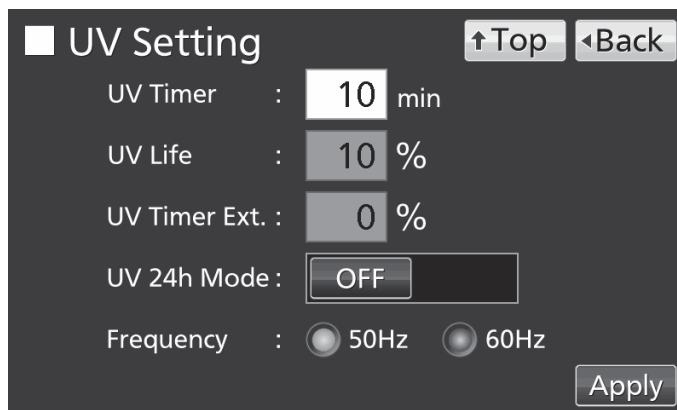 UV Setting ↑Top ◂Back
UV Timer : 10 min
UV Life : 10 %
UV Timer Ext. : 0 %
UV 24h Mode : OFF
Frequency : 50Hz 60Hz
Apply